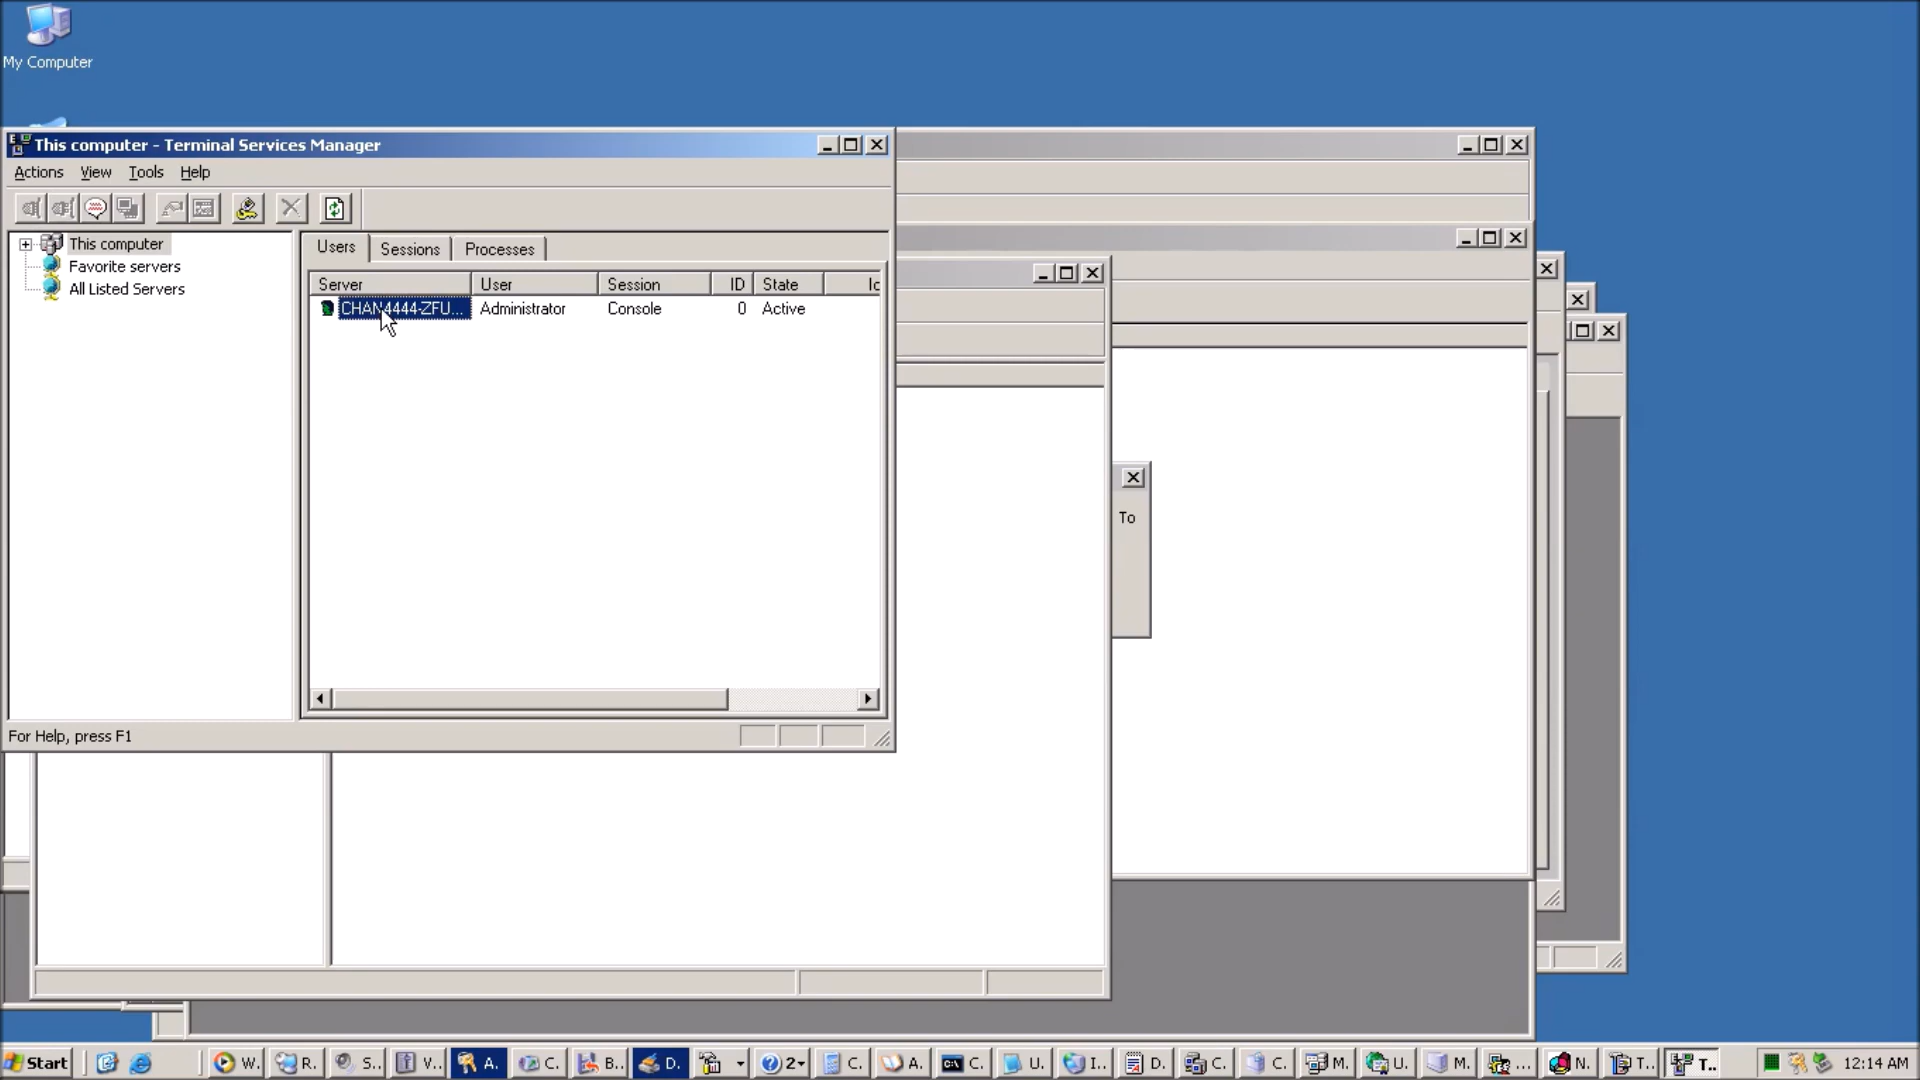 My Computer
This computer - Terminal Services Manager
Actions View Tools Help
This computer
Favorite servers
All Listed Servers
Users Sessions Processes
Server User Session ID State
CHAN4444-ZFU... Administrator Console 0 Active
To
For Help, press F1
Start W. R. S.. V.. A. C. B.. D. 2 C. A. C. U. I.. D. C. C. M. U. M. ... N. T.. T.. 12:14 AM